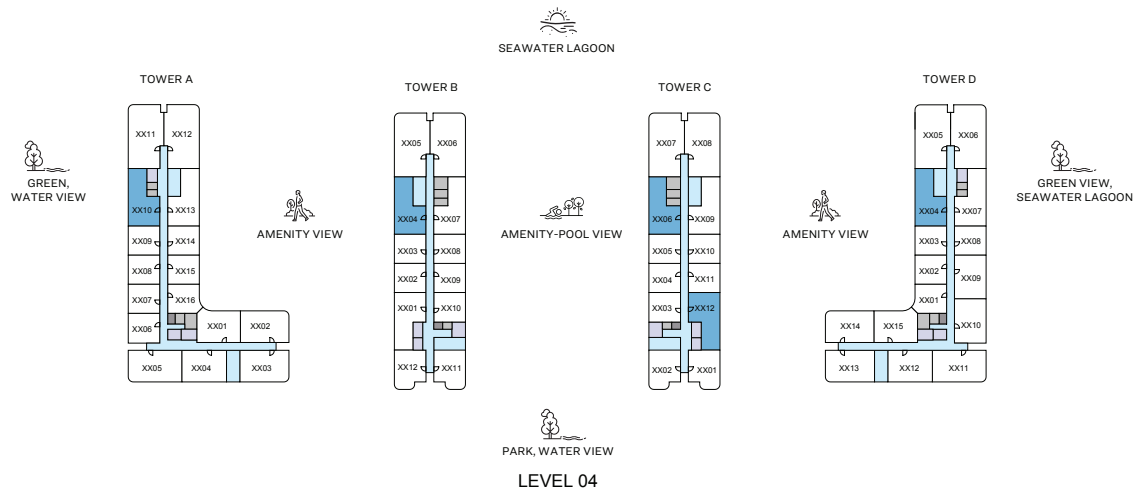 SEAWATER LAGOON
TOWER A
TOWER B
TOWER C
TOWER D
XX11
XX12
XX10
XX13
XX09
XX14
XX08
XX15
XX07
XX16
XX06
XX01
XX02
XX05
XX04
XX03
XX05
XX06
XX04
XX07
XX03
XX08
XX02
XX09
XX01
XX10
XX12
XX11
XX07
XX08
XX06
XX09
XX05
XX10
XX04
XX11
XX03
XX12
XX02
XX01
XX05
XX06
XX04
XX07
XX03
XX08
XX02
XX09
XX01
XX10
XX14
XX15
XX13
XX12
XX11
GREEN,
WATER VIEW
AMENITY VIEW
AMENITY-POOL VIEW
AMENITY VIEW
GREEN VIEW,
SEAWATER LAGOON
PARK, WATER VIEW
LEVEL 04